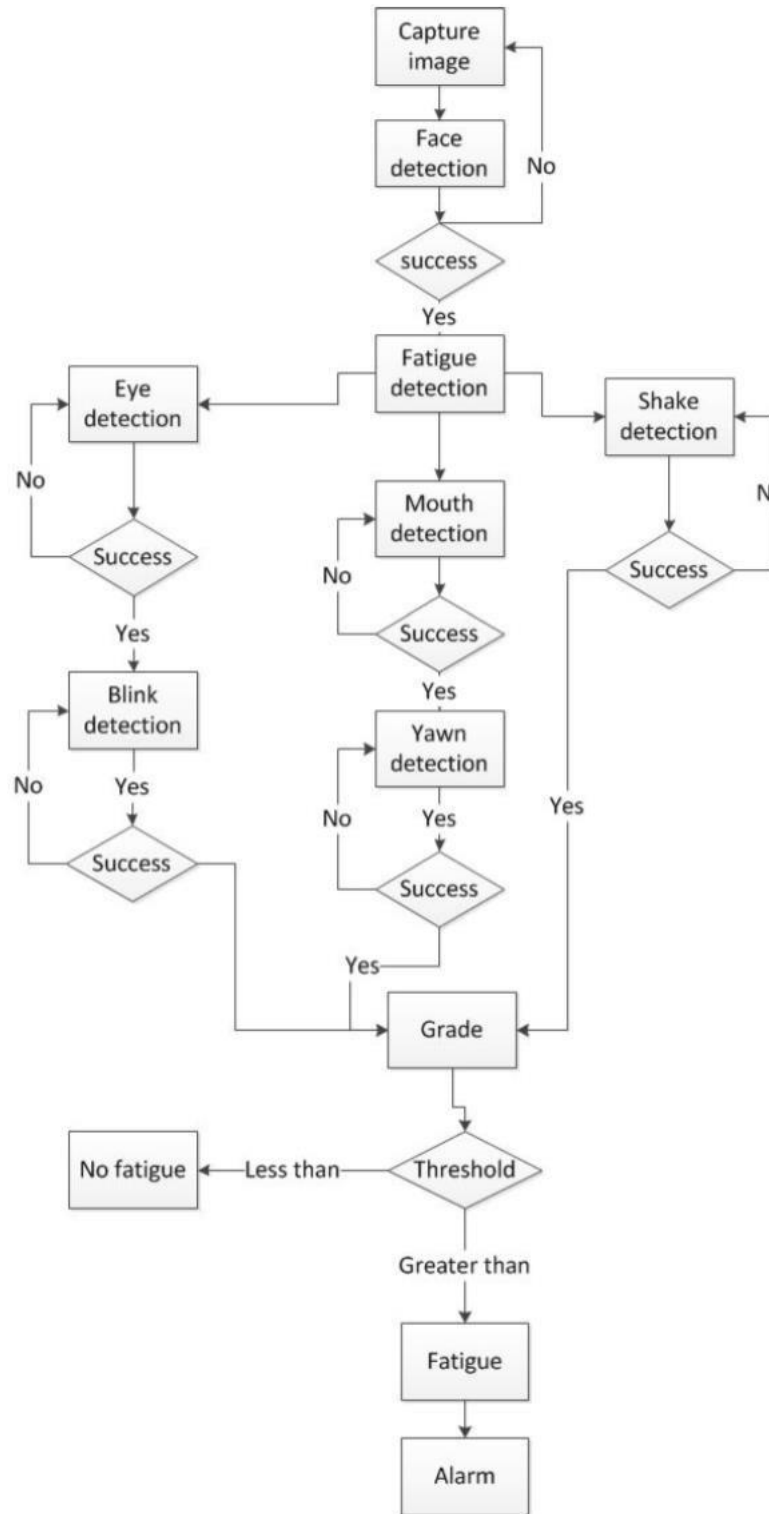 Capture
image
Face
detection
No
success
Yes
Fatigue
detection
Eye
detection
Shake
detection
No
Mouth
detection
N
Success
No
Success
Success
Yes
Yes
Blink
detection
Yawn
detection
No
Yes
No
Yes
Yes
Success
Success
Yes
Grade
No fatigue
Less than
Threshold
Greater than
Fatigue
Alarm